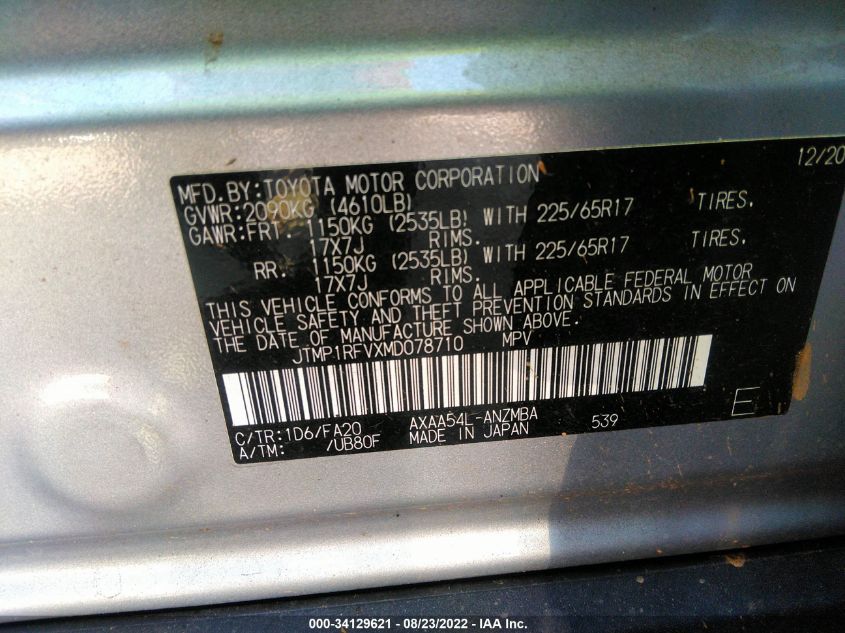 12/20
MFD.BY:TOYOTA MOTOR CORPORATION
GVWR:2090KG (4610LB)
GAWR:FRT. 1150KG (2535LB) WITH 225/65R17 TIRES.
17X7J RIMS.
RR. 1150KG (2535LB) WITH 225/65R17 TIRES.
17X7J RIMS.
THIS VEHICLE CONFORMS TO ALL APPLICABLE FEDERAL MOTOR
VEHICLE SAFETY AND THEFT PREVENTION STANDARDS IN EFFECT ON
THE DATE OF MANUFACTURE SHOWN ABOVE.
JTMP1RFVXMD078710 MPV
C/TR:1D6/FA20 AXAA54L-ANZMBA 539 E
A/TM: /UB80F MADE IN JAPAN
000-34129621 - 08/23/2022 - IAA Inc.